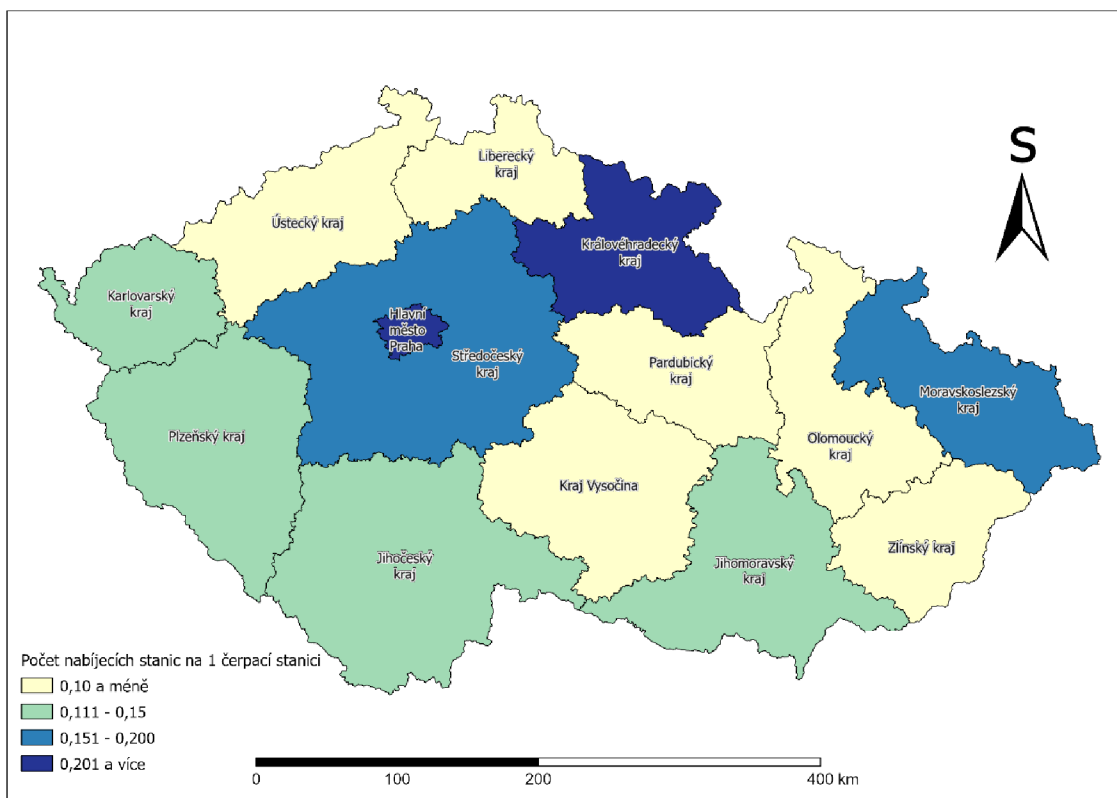 S
Liberecký
kraj
Ústecký kraj
Královéhradecký
kraj
Karlovarský
kraj
Hlavní
město
Praha
Středočeský
kraj
Pardubický
kraj
Moravskoslezský
kraj
Plzeňský kraj
Olomoucký
kraj
Kraj Vysočina
Jihočeský
kraj
Jihomoravský
kraj
Zlínský kraj
Počet nabíjecích stanic na 1 čerpací stanici
0,10 a méně
0,111 - 0,15
0,151 - 0,200
0,201 a více
0 100 200 400 km